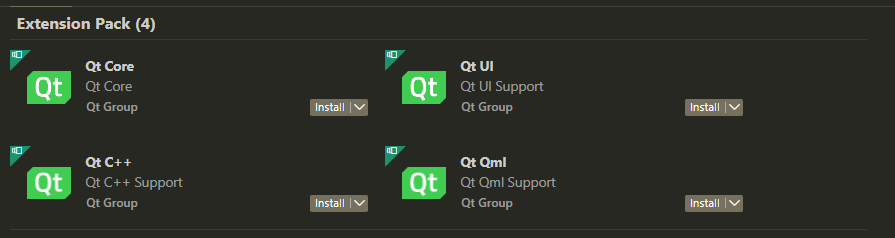 Extension Pack (4)
Qt
Qt Core
Qt Core
Qt Group
Install
Qt
Qt UI
Qt UI Support
Qt Group
Install
Qt
Qt C++
Qt C++ Support
Qt Group
Install
Qt
Qt Qml
Qt Qml Support
Qt Group
Install